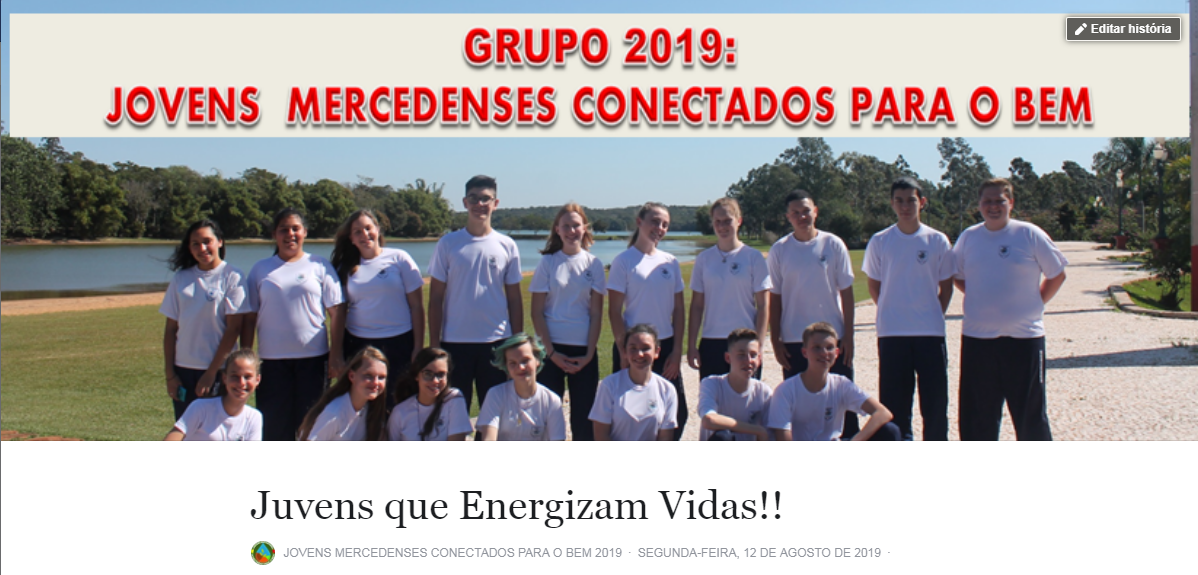 Editar história
GRUPO 2019:
JOVENS MERCEDENSES CONECTADOS PARA O BEM
Juvens que Energizam Vidas!!
JOVENS MERCEDENSES CONECTADOS PARA O BEM 2019 · SEGUNDA-FEIRA, 12 DE AGOSTO DE 2019 ·